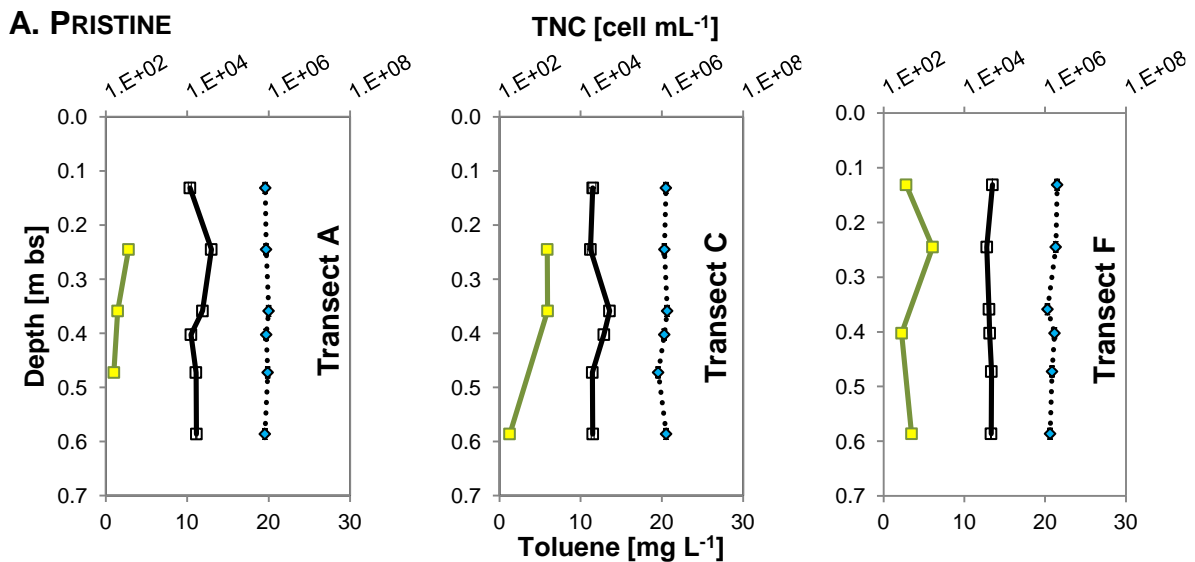 A. PRISTINE
TNC [cell mL-1]
1.E+02 1.E+04 1.E+06 1.E+08
1.E+02 1.E+04 1.E+06 1.E+08
1.E+02 1.E+04 1.E+06 1.E+08
Depth [m bs]
0.0
0.1
0.2
0.3
0.4
0.5
0.6
0.7
0 10 20 30
Transect A
0.0
0.1
0.2
0.3
0.4
0.5
0.6
0.7
0 10 20 30
Transect C
0.0
0.1
0.2
0.3
0.4
0.5
0.6
0.7
0 10 20 30
Transect F
Toluene [mg L-1]